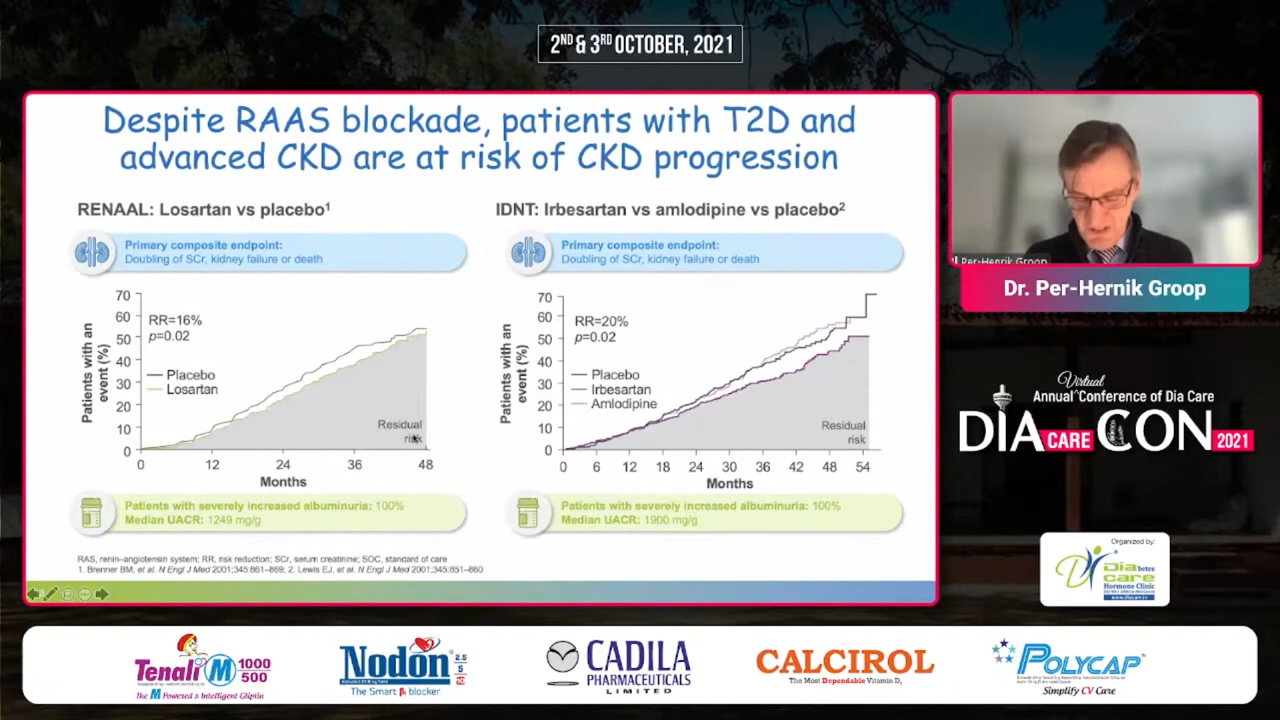 2ND & 3RD OCTOBER, 2021
Despite RAAS blockade, patients with T2D and
advanced CKD are at risk of CKD progression
RENAAL: Losartan vs placebo1
Primary composite endpoint:
Doubling of SCr, kidney failure or death
Patients with an
event (%)
70
60
50
40
30
20
10
0
RR=16%
p=0.02
Placebo
Losartan
Residual
risk
0 12 24 36 48
Months
Patients with severely increased albuminuria: 100%
Median UACR: 1249 mg/g
IDNT: Irbesartan vs amlodipine vs placebo2
Primary composite endpoint:
Doubling of SCr, kidney failure or death
Patients with an
event (%)
70
60
50
40
30
20
10
0
RR=20%
p=0.02
Placebo
Irbesartan
Amlodipine
Residual
risk
0 6 12 18 24 30 36 42 48 54
Months
Patients with severely increased albuminuria: 100%
Median UACR: 1900 mg/g
RAS, renin–angiotensin system; RR, risk reduction; SCr, serum creatinine; SOC, standard of care
1. Brenner BM, et al. N Engl J Med 2001;345:861–869; 2. Lewis EJ, et al. N Engl J Med 2001;345:851–860
Per-Henrik Groop
Dr. Per-Hernik Groop
Virtual
Annual Conference of Dia Care
DIA CARE CON 2021
Organized by:
Diabetes
care
Hormone Clinic
Tenali M 1000
500
The M Powered & Intelligent Gliptin
Nodon 2.5
5
10
The Smart β1 blocker
CADILA
PHARMACEUTICALS
LIMITED
CALCIROL
The Most Dependable Vitamin D3
POLYCAP
Simplify CV Care